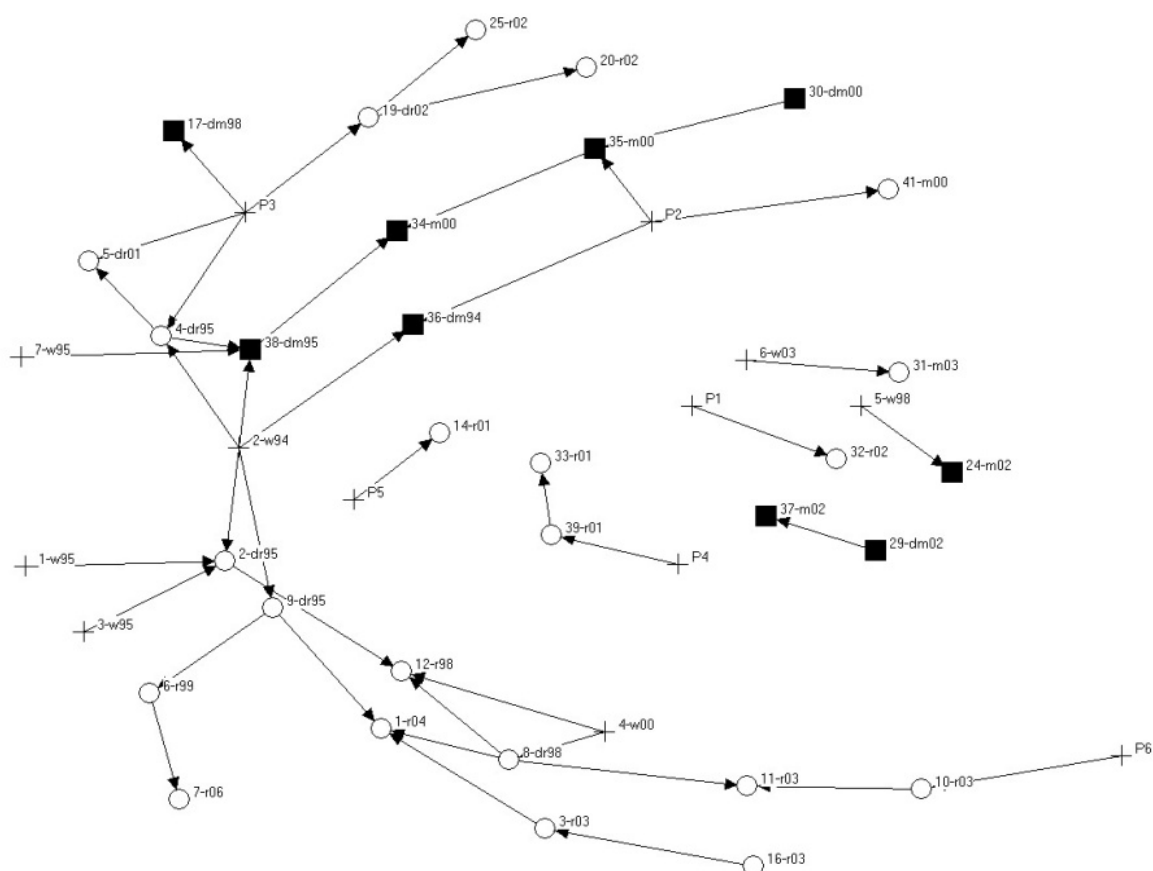 25-r02
20-r02
30-dm00
19-dr02
17-dm98
35-m00
41-m00
P3
P2
34-m00
5-dr01
36-dm94
4-dr95
38-dm95
7-w95
6-w03
31-m03
P1
5-w98
14-r01
2-w94
33-r01
32-r02
24-m02
P5
37-m02
39-r01
29-dm02
P4
2-dr95
1-w95
9-dr95
3-w95
12-r98
6-r99
1-r04
4-w00
8-dr98
P6
11-r03
10-r03
7-r06
3-r03
16-r03